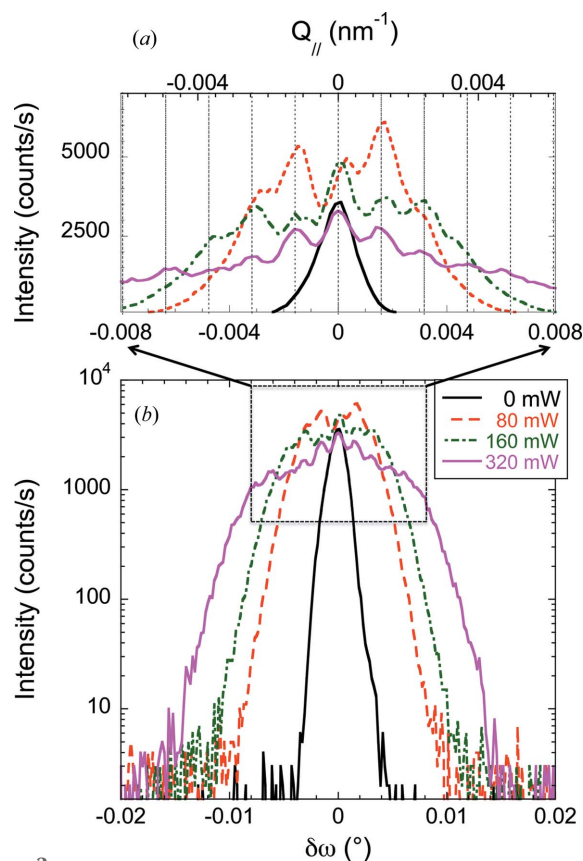 (a)
Q// (nm-1)
-0.004 0 0.004
Intensity (counts/s)
5000
2500
-0.008 -0.004 0 0.004 0.008
10⁴
(b)
0 mW
80 mW
160 mW
320 mW
Intensity (counts/s)
1000
100
10
-0.02 -0.01 0 0.01 0.02
δω (°)